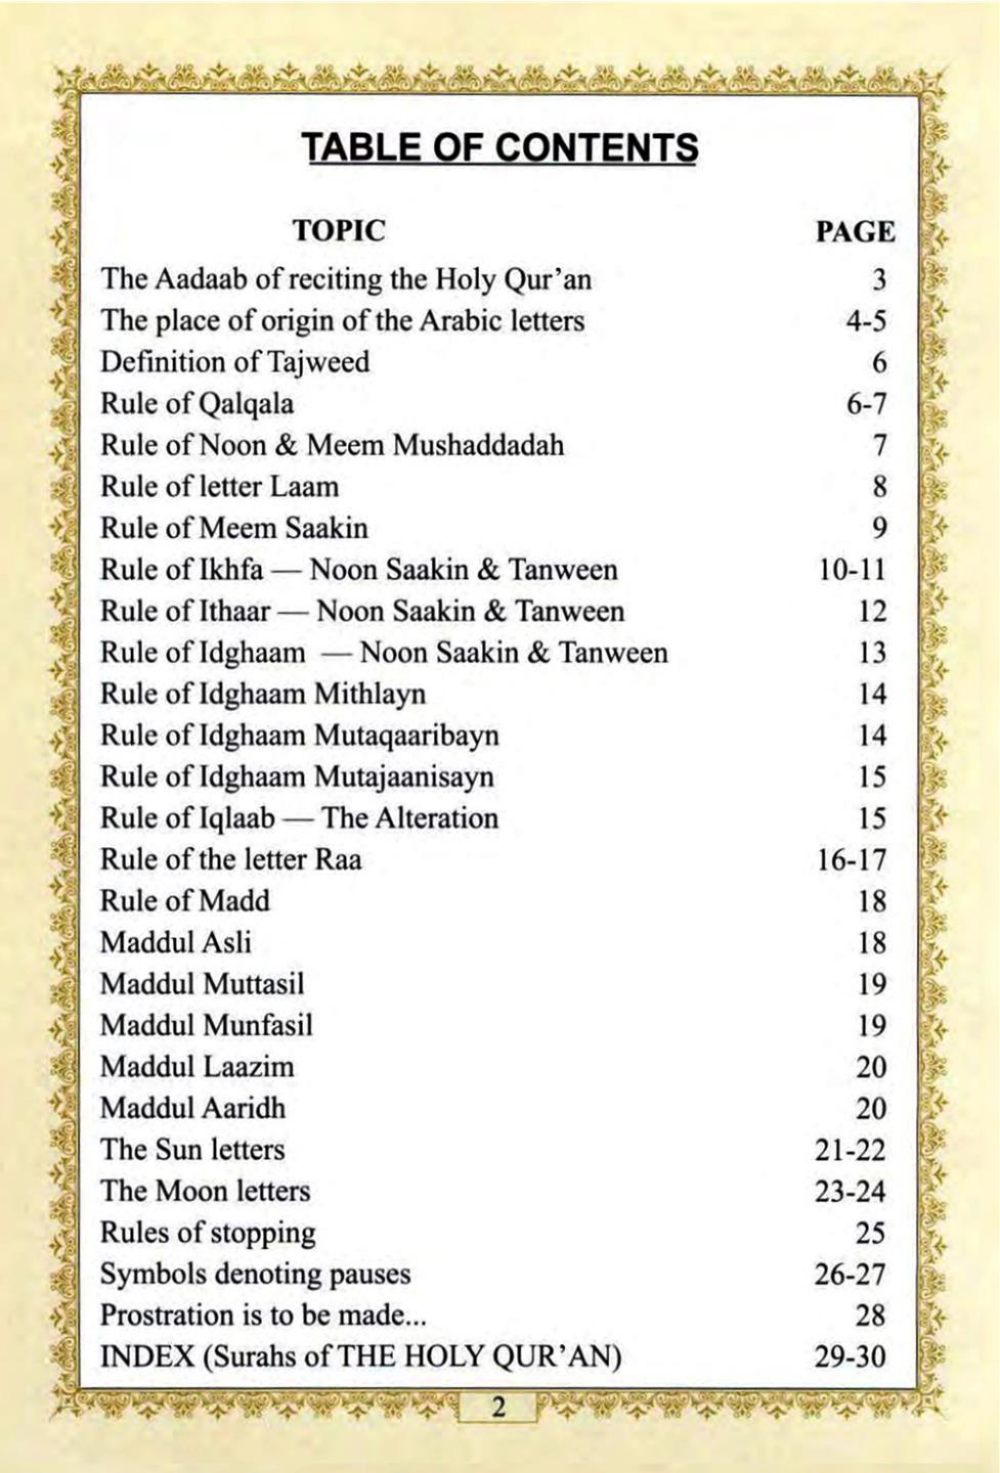 TABLE OF CONTENTS
TOPIC PAGE
The Aadaab of reciting the Holy Qur'an 3
The place of origin of the Arabic letters 4-5
Definition of Tajweed 6
Rule of Qalqala 6-7
Rule of Noon & Meem Mushaddadah 7
Rule of letter Laam 8
Rule of Meem Saakin 9
Rule of Ikhfa — Noon Saakin & Tanween 10-11
Rule of Ithaar — Noon Saakin & Tanween 12
Rule of Idghaam — Noon Saakin & Tanween 13
Rule of Idghaam Mithlayn 14
Rule of Idghaam Mutaqaaribayn 14
Rule of Idghaam Mutajaanisayn 15
Rule of Iqlaab — The Alteration 15
Rule of the letter Raa 16-17
Rule of Madd 18
Maddul Asli 18
Maddul Muttasil 19
Maddul Munfasil 19
Maddul Laazim 20
Maddul Aaridh 20
The Sun letters 21-22
The Moon letters 23-24
Rules of stopping 25
Symbols denoting pauses 26-27
Prostration is to be made... 28
INDEX (Surahs of THE HOLY QUR'AN) 29-30
2